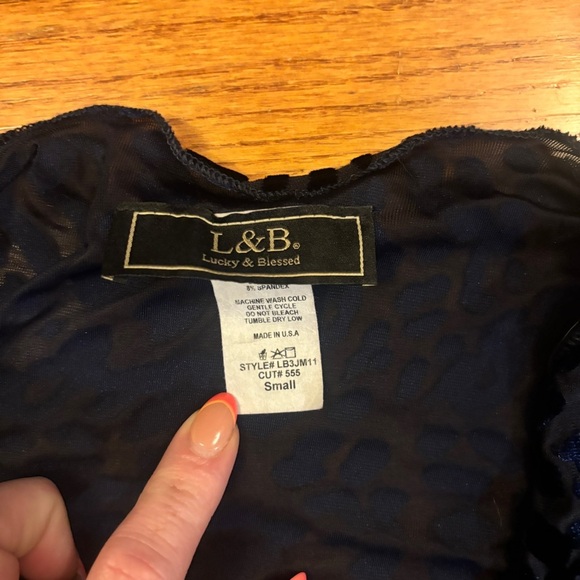 L&B®
Lucky & Blessed
8% SPANDEX
MACHINE WASH COLD
GENTLE CYCLE
DO NOT BLEACH
TUMBLE DRY LOW
MADE IN U.S.A
STYLE# LB3JM11
CUT# 555
Small